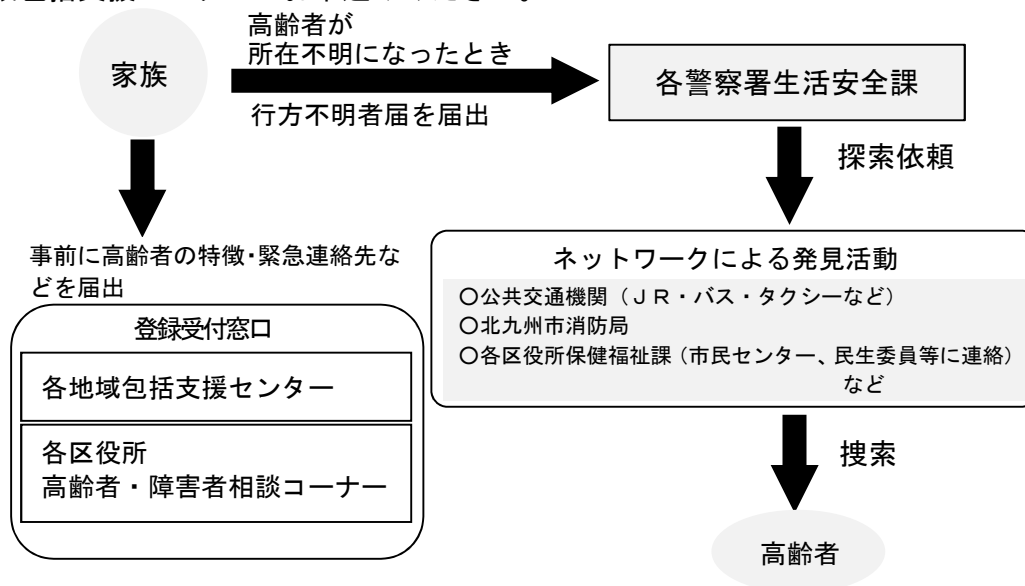 高齢者が
所在不明になったとき
家族
各警察署生活安全課
行方不明者届を届出
探索依頼
事前に高齢者の特徴・緊急連絡先な
どを届出
ネットワークによる発見活動
○公共交通機関（ＪＲ・バス・タクシーなど）
○北九州市消防局
○各区役所保健福祉課（市民センター、民生委員等に連絡）
など
登録受付窓口
各地域包括支援センター
各区役所
高齢者・障害者相談コーナー
捜索
高齢者